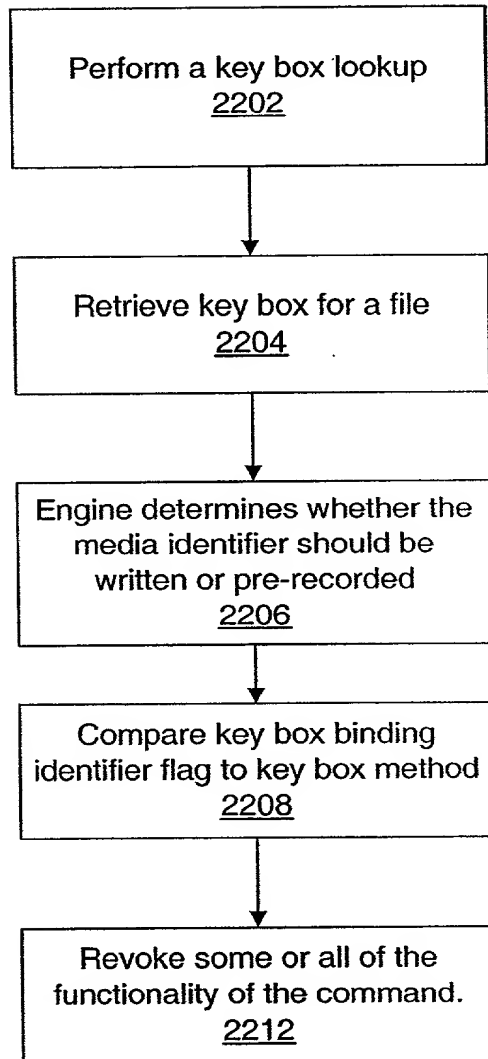 Perform a key box lookup
2202
Retrieve key box for a file
2204
Engine determines whether the
media identifier should be
written or pre-recorded
2206
Compare key box binding
identifier flag to key box method
2208
Revoke some or all of the
functionality of the command.
2212